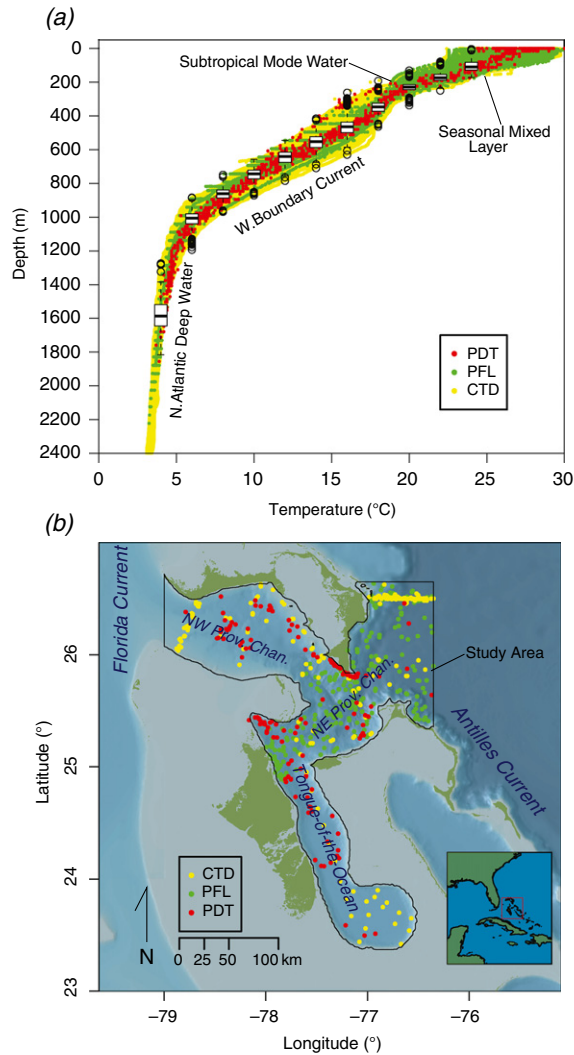 (a)
0
200
400
600
800
1000
1200
1400
1600
1800
2000
2200
2400
Depth (m)
Subtropical Mode Water
Seasonal Mixed
Layer
W. Boundary Current
N. Atlantic Deep Water
PDT
PFL
CTD
0 5 10 15 20 25 30
Temperature (°C)
(b)
Florida Current
NW Prov. Chan.
NE Prov. Chan.
Study Area
Antilles Current
Tongue-of-the Ocean
26
25
24
23
Latitude (°)
CTD
PFL
PDT
N
0 25 50 100 km
–79 –78 –77 –76
Longitude (°)